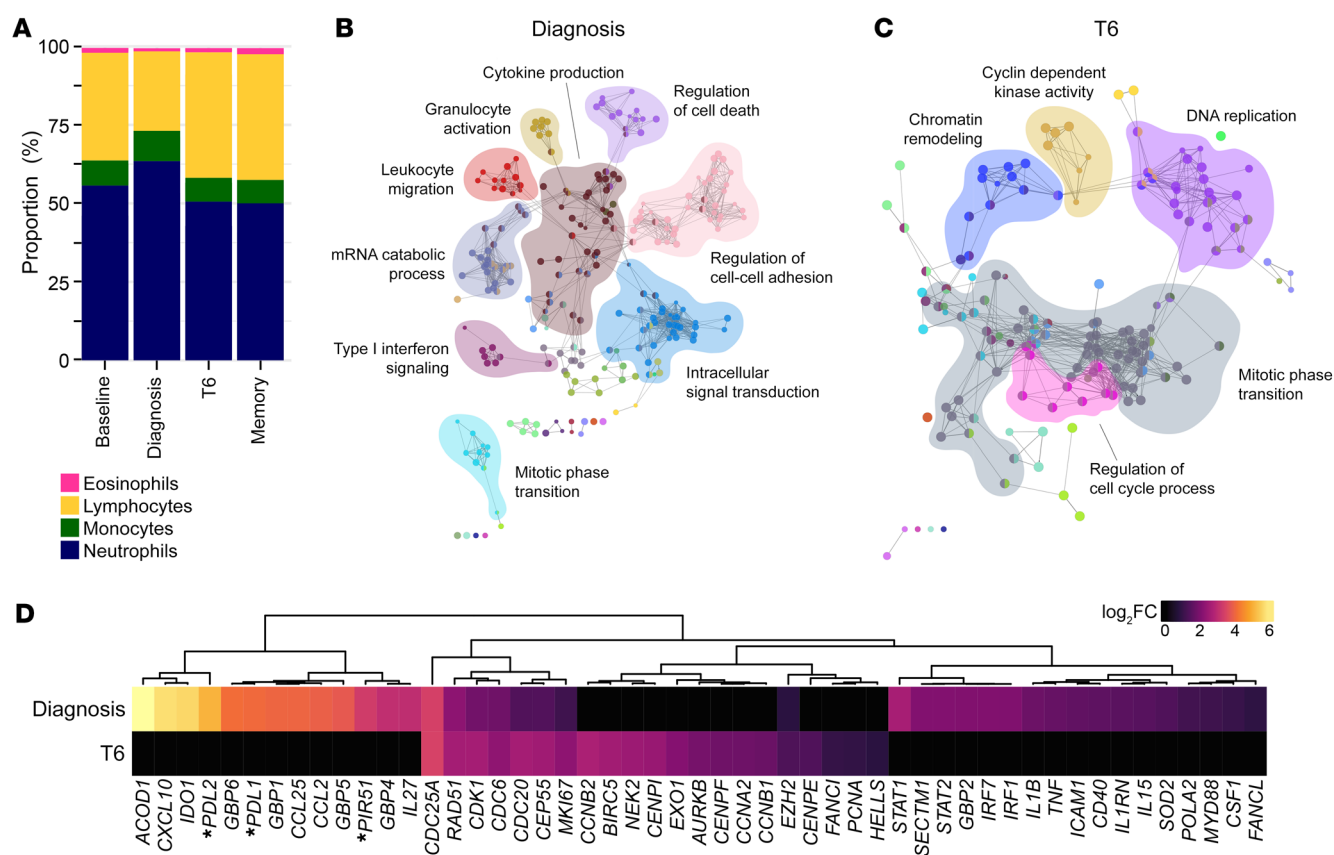 A
Proportion (%)
100
75
50
25
0
Baseline
Diagnosis
T6
Memory
Eosinophils
Lymphocytes
Monocytes
Neutrophils
B
Diagnosis
Cytokine production
Regulation
of cell death
Granulocyte
activation
Leukocyte
migration
mRNA catabolic
process
Regulation of
cell-cell adhesion
Type I interferon
signaling
Intracellular
signal transduction
Mitotic phase
transition
C
T6
Cyclin dependent
kinase activity
Chromatin
remodeling
DNA replication
Mitotic phase
transition
Regulation of
cell cycle process
D
log2FC
0 2 4 6
Diagnosis
T6
ACOD1
CXCL10
IDO1
*PDL2
GBP6
*PDL1
GBP1
CCL25
CCL2
GBP5
*PIR51
GBP4
IL27
CDC25A
RAD51
CDK1
CDC6
CDC20
CEP55
MKI67
CCNB2
BIRC5
NEK2
CENPI
EXO1
AURKB
CENPF
CCNA2
CCNB1
EZH2
CENPE
FANCI
PCNA
HELLS
STAT1
SECTM1
STAT2
GBP2
IRF7
IRF1
IL1B
TNF
ICAM1
CD40
IL1RN
IL15
SOD2
POLA2
MYD88
CSF1
FANCL